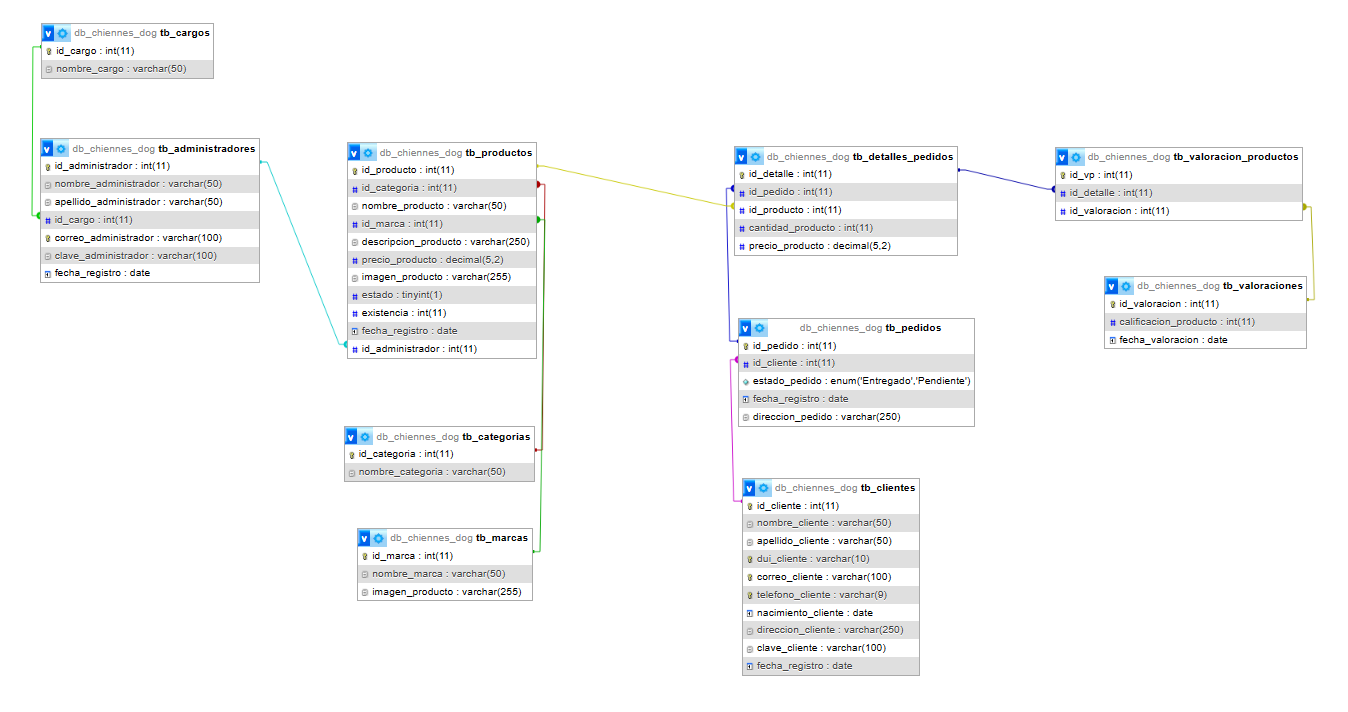 db_chiennes_dog tb_cargos
id_cargo : int(11)
nombre_cargo : varchar(50)
db_chiennes_dog tb_administradores
id_administrador : int(11)
nombre_administrador : varchar(50)
apellido_administrador : varchar(50)
id_cargo : int(11)
correo_administrador : varchar(100)
clave_administrador : varchar(100)
fecha_registro : date
db_chiennes_dog tb_productos
id_producto : int(11)
id_categoria : int(11)
nombre_producto : varchar(50)
id_marca : int(11)
descripcion_producto : varchar(250)
precio_producto : decimal(5,2)
imagen_producto : varchar(255)
estado : tinyint(1)
existencia : int(11)
fecha_registro : date
id_administrador : int(11)
db_chiennes_dog tb_categorias
id_categoria : int(11)
nombre_categoria : varchar(50)
db_chiennes_dog tb_marcas
id_marca : int(11)
nombre_marca : varchar(50)
imagen_producto : varchar(255)
db_chiennes_dog tb_detalles_pedidos
id_detalle : int(11)
id_pedido : int(11)
id_producto : int(11)
cantidad_producto : int(11)
precio_producto : decimal(5,2)
db_chiennes_dog tb_pedidos
id_pedido : int(11)
id_cliente : int(11)
estado_pedido : enum('Entregado','Pendiente')
fecha_registro : date
direccion_pedido : varchar(250)
db_chiennes_dog tb_clientes
id_cliente : int(11)
nombre_cliente : varchar(50)
apellido_cliente : varchar(50)
dui_cliente : varchar(10)
correo_cliente : varchar(100)
telefono_cliente : varchar(9)
nacimiento_cliente : date
direccion_cliente : varchar(250)
clave_cliente : varchar(100)
fecha_registro : date
db_chiennes_dog tb_valoracion_productos
id_vp : int(11)
id_detalle : int(11)
id_valoracion : int(11)
db_chiennes_dog tb_valoraciones
id_valoracion : int(11)
calificacion_producto : int(11)
fecha_valoracion : date